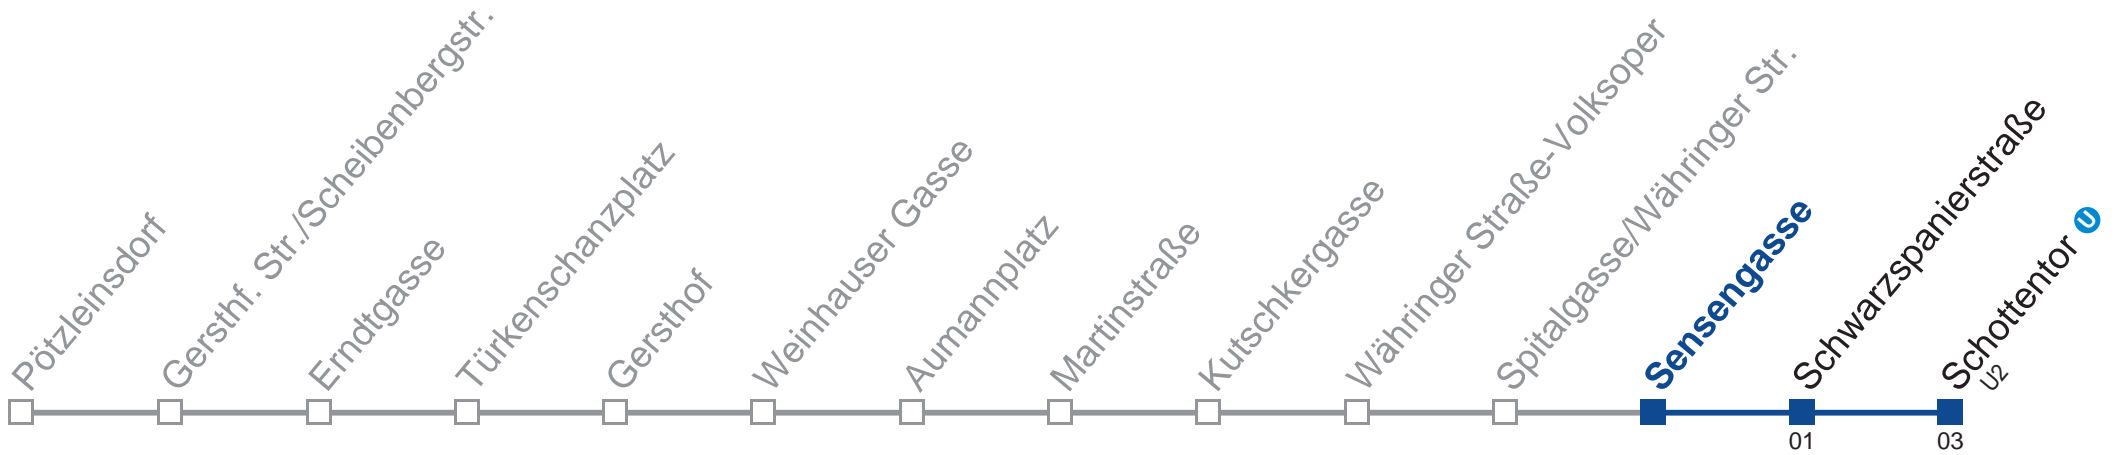 Pötzleinsdorf
Gersthf. Str./Scheibenbergstr.
Erndtgasse
Türkenschanzplatz
Gersthof
Weinhauser Gasse
Aumannplatz
Martinstraße
Kutschkergasse
Währinger Straße-Volksoper
Spitalgasse/Währinger Str.
Sensengasse
Schwarzspanierstraße
Schottentor U
U2
01
03